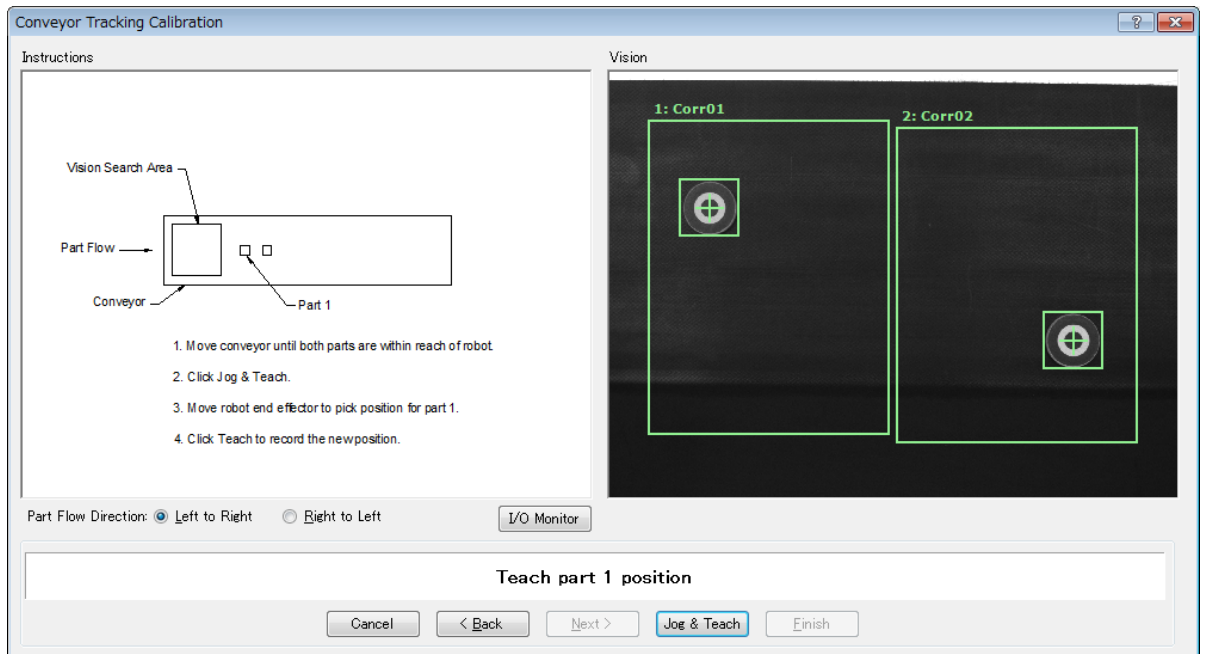 Conveyor Tracking Calibration
Instructions
Vision
Vision Search Area
Part Flow
Conveyor
Part 1
1. Move conveyor until both parts are within reach of robot.
2. Click Jog & Teach.
3. Move robot end effector to pick position for part 1.
4. Click Teach to record the new position.
1: Corr01
2: Corr02
Part Flow Direction: Left to Right Right to Left
I/O Monitor
Teach part 1 position
Cancel < Back Next > Jog & Teach Finish